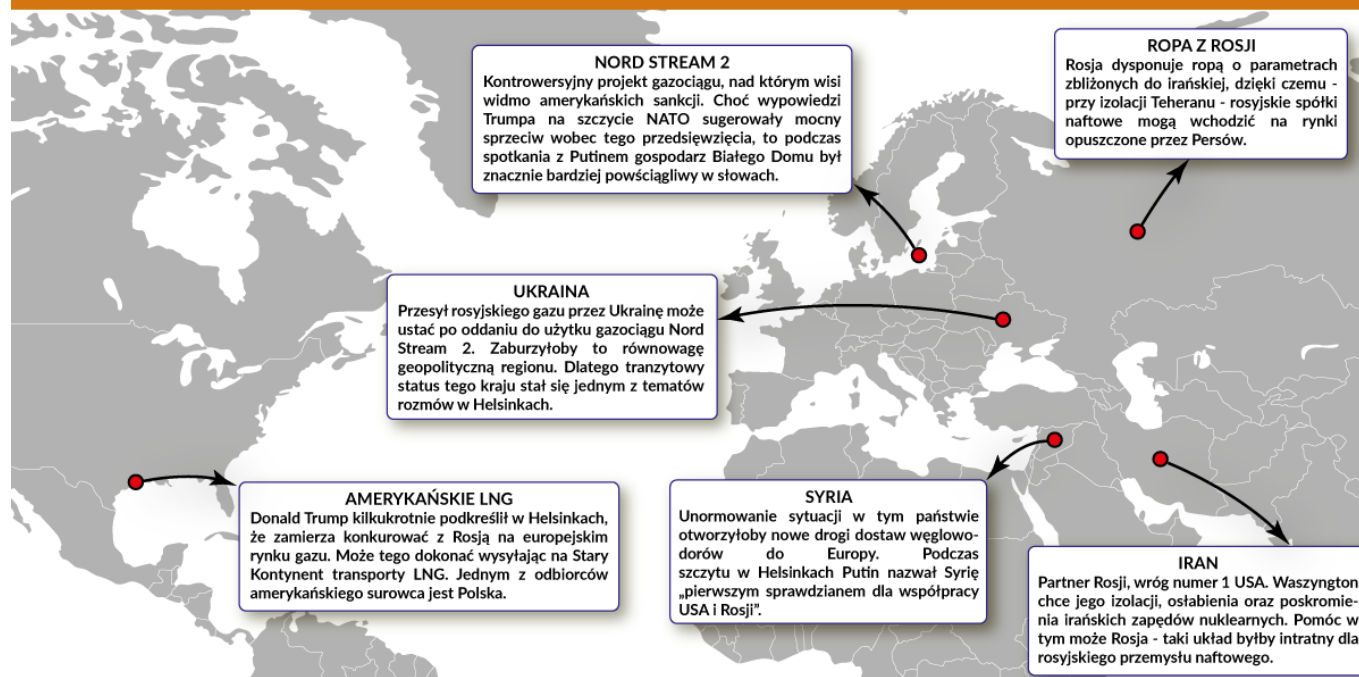 NORD STREAM 2
Kontrowersyjny projekt gazociągu, nad którym wisi
widmo amerykańskich sankcji. Choć wypowiedzi
Trumpa na szczycie NATO sugerowały mocny
sprzeciw wobec tego przedsięwzięcia, to podczas
spotkania z Putinem gospodarz Białego Domu był
znacznie bardziej powściągliwy w słowach.
ROPA Z ROSJI
Rosja dysponuje ropą o parametrach
zbliżonych do irańskiej, dzięki czemu -
przy izolacji Teheranu - rosyjskie spółki
naftowe mogą wchodzić na rynki
opuszczone przez Persów.
UKRAINA
Przesył rosyjskiego gazu przez Ukrainę może
ustać po oddaniu do użytku gazociągu Nord
Stream 2. Zaburzyłoby to równowagę
geopolityczną regionu. Dlatego tranzytowy
status tego kraju stał się jednym z tematów
rozmów w Helsinkach.
AMERYKAŃSKIE LNG
Donald Trump kilkukrotnie podkreślił w Helsinkach,
że zamierza konkurować z Rosją na europejskim
rynku gazu. Może tego dokonać wysyłając na Stary
Kontynent transporty LNG. Jednym z odbiorców
amerykańskiego surowca jest Polska.
SYRIA
Unormowanie sytuacji w tym państwie
otworzyłoby nowe drogi dostaw węglowo-
dorów do Europy. Podczas
szczytu w Helsinkach Putin nazwał Syrię
„pierwszym sprawdzianem dla współpracy
USA i Rosji”.
IRAN
Partner Rosji, wróg numer 1 USA. Waszyngton
chce jego izolacji, osłabienia oraz poskromie-
nia irańskich zapędów nuklearnych. Pomóc w
tym może Rosja - taki układ byłby intratny dla
rosyjskiego przemysłu naftowego.